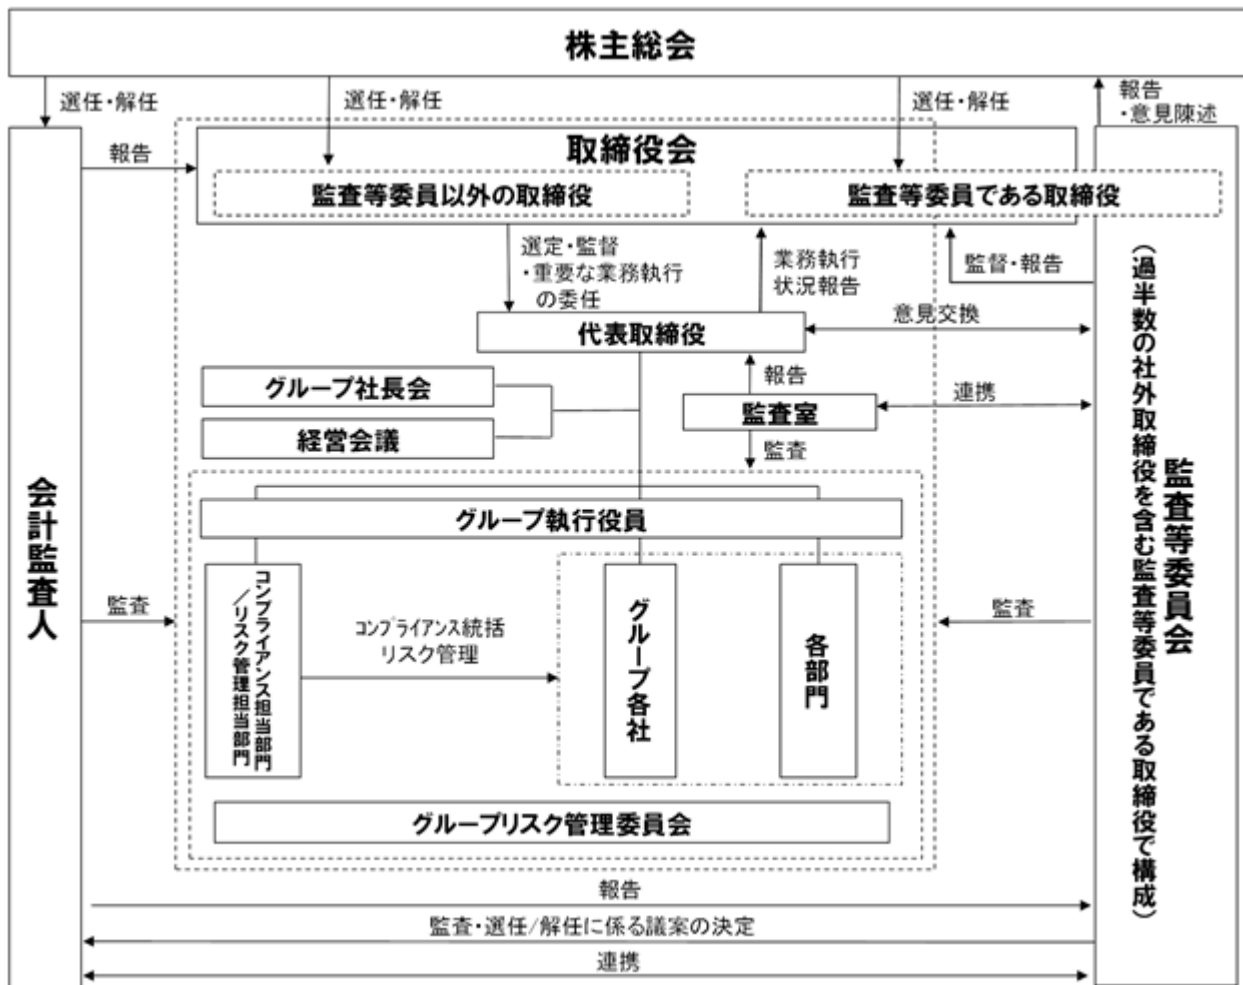 株主総会
選任・解任
選任・解任
選任・解任
報告
・意見陳述
報告
取締役会
監査等委員以外の取締役
監査等委員である取締役
選定・監督
・重要な業務執行
の委任
業務執行
状況報告
監督・報告
代表取締役
意見交換
グループ社長会
報告
経営会議
監査室
連携
監査
会計監査人
監査等委員会
（過半数の社外取締役を含む監査等委員である取締役で構成）
グループ執行役員
監査
コンプライアンス担当部門
／リスク管理担当部門
コンプライアンス統括
リスク管理
グループ各社
各部門
監査
グループリスク管理委員会
報告
監査・選任/解任に係る議案の決定
連携